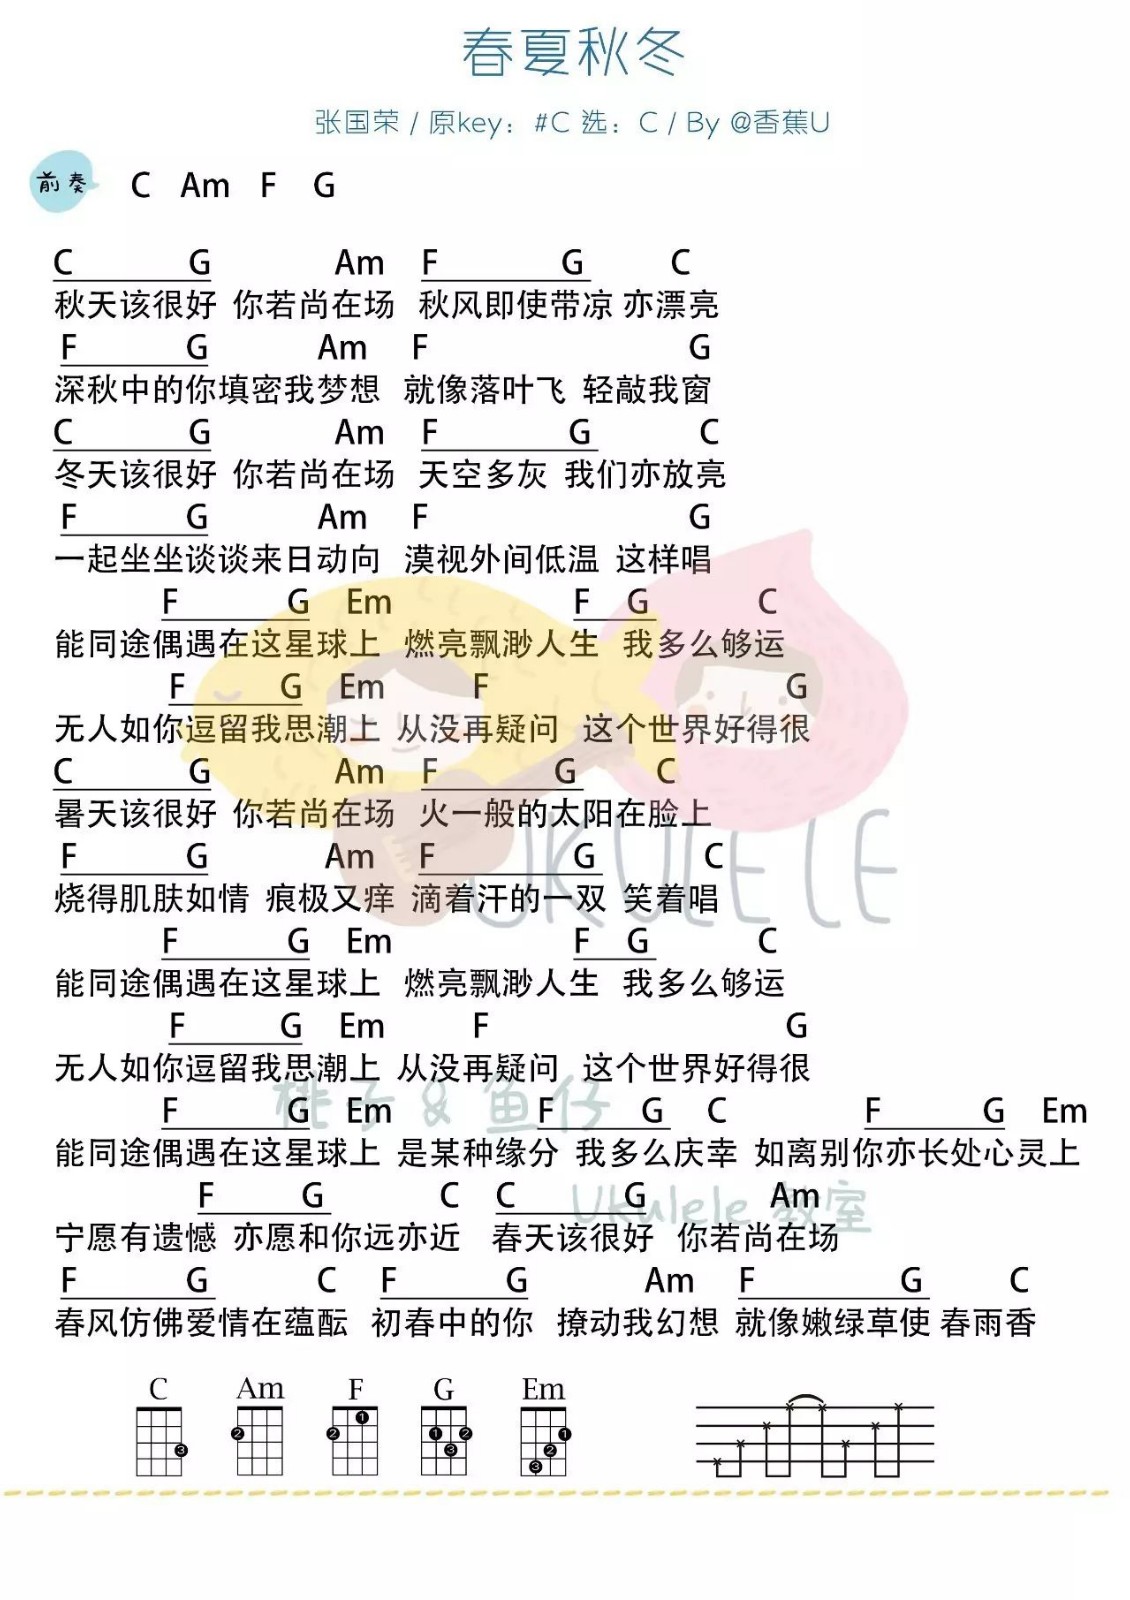 春夏秋冬
张国荣 / 原key：#C 选：C / By @香蕉U
前奏 C Am F G
C G Am F G C
秋天该很好 你若尚在场 秋风即使带凉 亦漂亮
F G Am F G
深秋中的你填密我梦想 就像落叶飞 轻敲我窗
C G Am F G C
冬天该很好 你若尚在场 天空多灰 我们亦放亮
F G Am F G
一起坐坐谈谈来日动向 漠视外间低温 这样唱
F G Em F G C
能同途偶遇在这星球上 燃亮飘渺人生 我多么够运
F G Em F G
无人如你逗留我思潮上 从没再疑问 这个世界好得很
C G Am F G C
暑天该很好 你若尚在场 火一般的太阳在脸上
F G Am F G C
烧得肌肤如情 痕极又痒 滴着汗的一双 笑着唱
UKULELE
F G Em F G C
能同途偶遇在这星球上 燃亮飘渺人生 我多么够运
F G Em F G
无人如你逗留我思潮上 从没再疑问 这个世界好得很
桃子&鱼仔
F G Em F G C F G Em
能同途偶遇在这星球上 是某种缘分 我多么庆幸 如离别你亦长处心灵上
F G C C G Am
Ukulele 教室
宁愿有遗憾 亦愿和你远亦近 春天该很好 你若尚在场
F G C F G Am F G C
春风仿佛爱情在蕴酝 初春中的你 撩动我幻想 就像嫩绿草使 春雨香
C Am F G Em
3 2 2 1 1 2 3 1 2 3